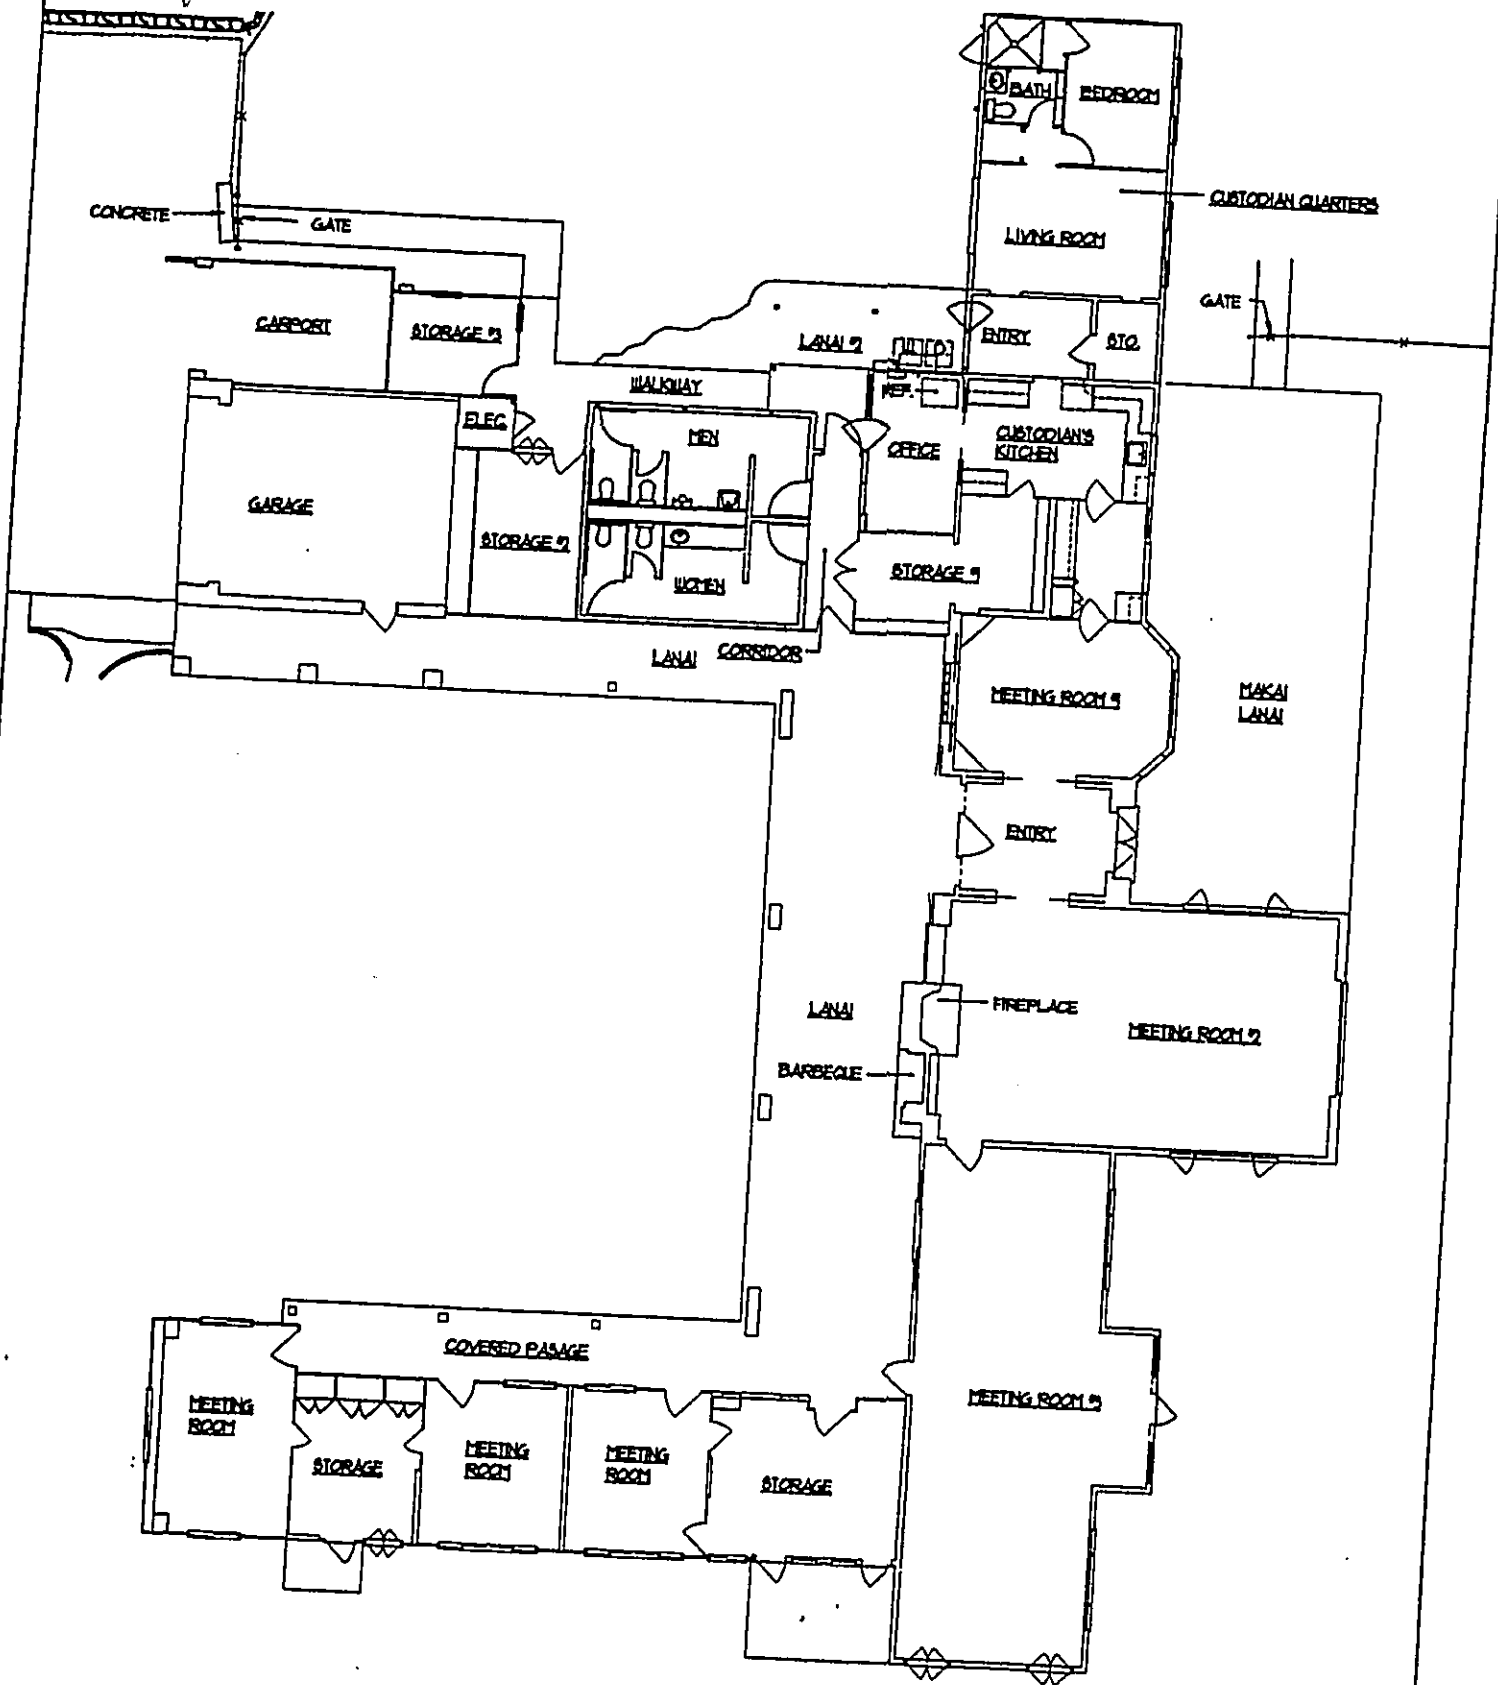 BATH
BEDROOM
CUSTODIAN QUARTERS
CONCRETE
GATE
LIVING ROOM
GATE
CARPORT
STORAGE #3
LANAI #2
ENTRY
STO.
WALKWAY
REF.
ELEC.
MEN
OFFICE
CUSTODIAN'S
KITCHEN
GARAGE
STORAGE #2
WOMEN
STORAGE #1
LANAI
CORRIDOR
MEETING ROOM #1
MAKAI
LANAI
ENTRY
LANAI
FIREPLACE
MEETING ROOM #2
BARBEQUE
COVERED PASAGE
MEETING
ROOM
STORAGE
MEETING
ROOM
MEETING
ROOM
STORAGE
MEETING ROOM #3